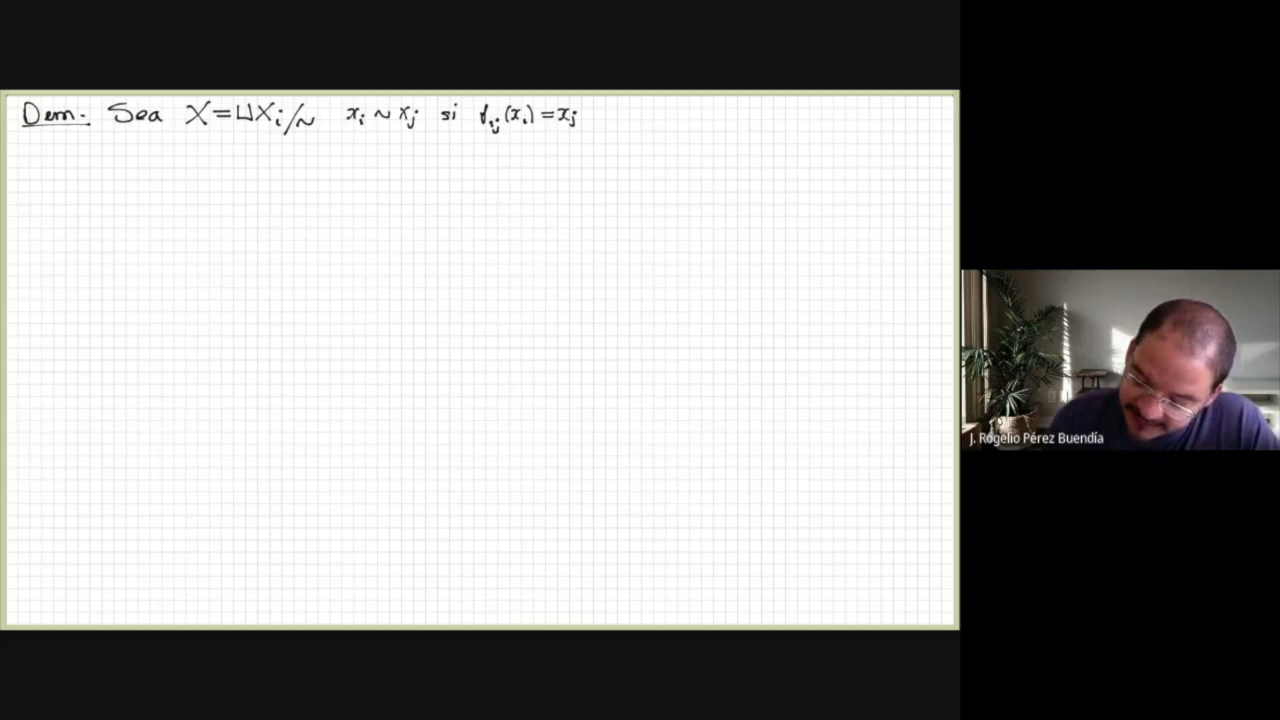 Dem. Sea X = ⊔Xᵢ/∼ xᵢ ∼ xⱼ si fᵢⱼ(xᵢ) = xⱼ
J. Rogelio Pérez Buendía